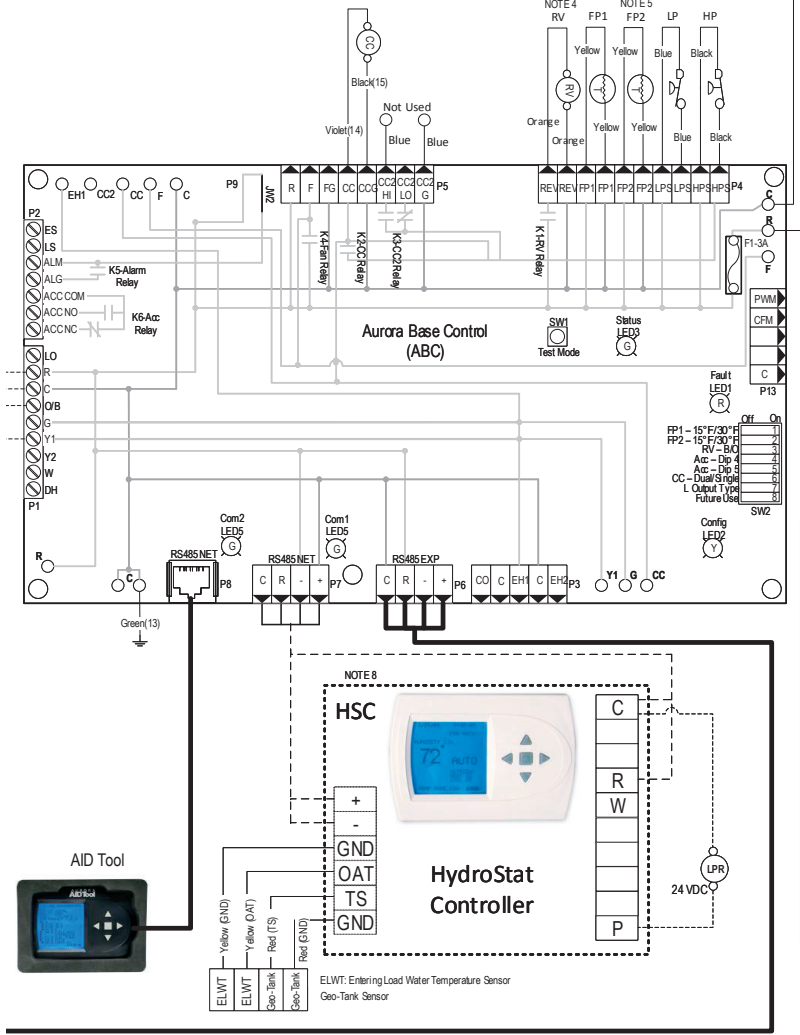 NOTE 4
NOTE 5
RV
FP1
FP2
LP
HP
CC
Yellow
Yellow
Blue
Black
Black(15)
Not Used
RV
Violet(14)
Blue
Blue
Orange
Orange
Yellow
Yellow
Blue
Black
EH1
CC2
CC
F
C
P9
JW2
R
F
FG
CC
CCG
CC2 HI
CC2 LO
CC2 G
P5
REV
REV
FP1
FP1
FP2
FP2
LPS
LPS
HPS
HPS
P4
C
R
F1-3A
F
P2
ES
LS
ALM
ALG
ACC COM
ACC NO
ACC NC
K5-Alarm
Relay
K6-Acc
Relay
K4-Fan Relay
K2-CC Relay
K3-CC2 Relay
K1-RV Relay
Aurora Base Control
(ABC)
SW1
Test Mode
Status
LED3
G
PWM
CFM
C
P13
LO
R
C
O/B
G
Y1
Y2
W
DH
P1
Fault
LED1
R
Off
On
FP1 – 15°F/30°F 1
FP2 – 15°F/30°F 2
RV – B/O 3
Acc – Dip 4 4
Acc – Dip 5 5
CC – Dual/Single 6
L Output Type 7
Future Use 8
SW2
Config
LED2
Y
Com2
LED5
G
Com1
LED5
G
R
C
Green(13)
RS485 NET
P8
RS485 NET
C
R
-
+
P7
RS485 EXP
C
R
-
+
P6
CO
C
EH1
C
EH2
P3
Y1
G
CC
NOTE 8
HSC
72°
AUTO
C
R
W
P
+
-
GND
OAT
TS
GND
HydroStat
Controller
LPR
24 VDC
AID Tool
AID Tool
Yellow (GND)
Yellow (OAT)
Red (TS)
Red (GND)
ELWT
ELWT
Geo-Tank
Geo-Tank
ELWT: Entering Load Water Temperature Sensor
Geo-Tank Sensor